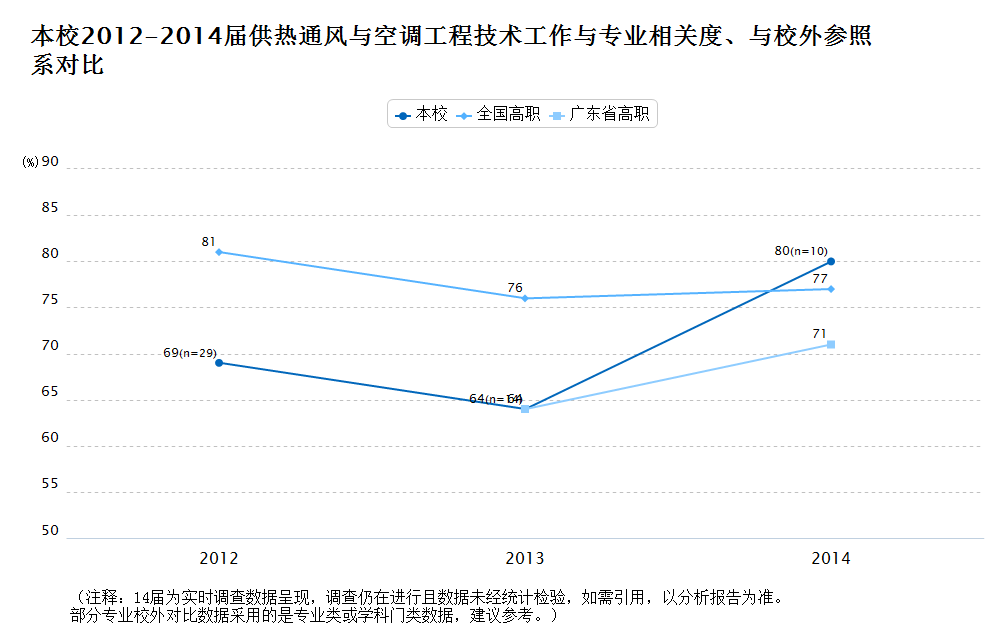 本校2012-2014届供热通风与空调工程技术工作与专业相关度、与校外参照
系对比
本校 全国高职 广东省高职
(%) 90
85
80
75
70
65
60
55
50
81
76
77
69(n=29)
64(n=14)
64
80(n=10)
71
2012 2013 2014
（注释：14届为实时调查数据呈现，调查仍在进行且数据未经统计检验，如需引用，以分析报告为准。
部分专业校外对比数据采用的是专业类或学科门类数据，建议参考。）